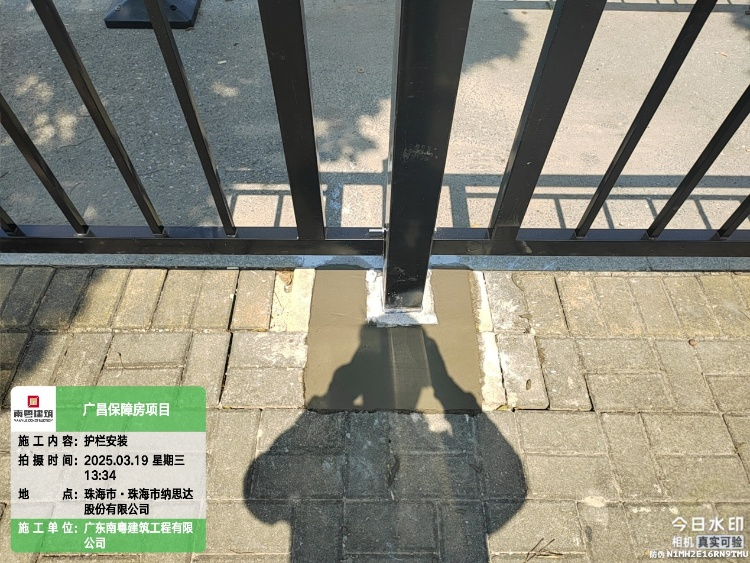 南粤建筑
NANYUE CONSTRUCTION
广昌保障房项目
施工内容：护栏安装
拍摄时间：2025.03.19 星期三
13:34
地 点：珠海市·珠海市纳思达
股份有限公司
施工单位：广东南粤建筑工程有限
公司
今日水印
相机 真实可验
防伪 N1MH2E16RN9TMU